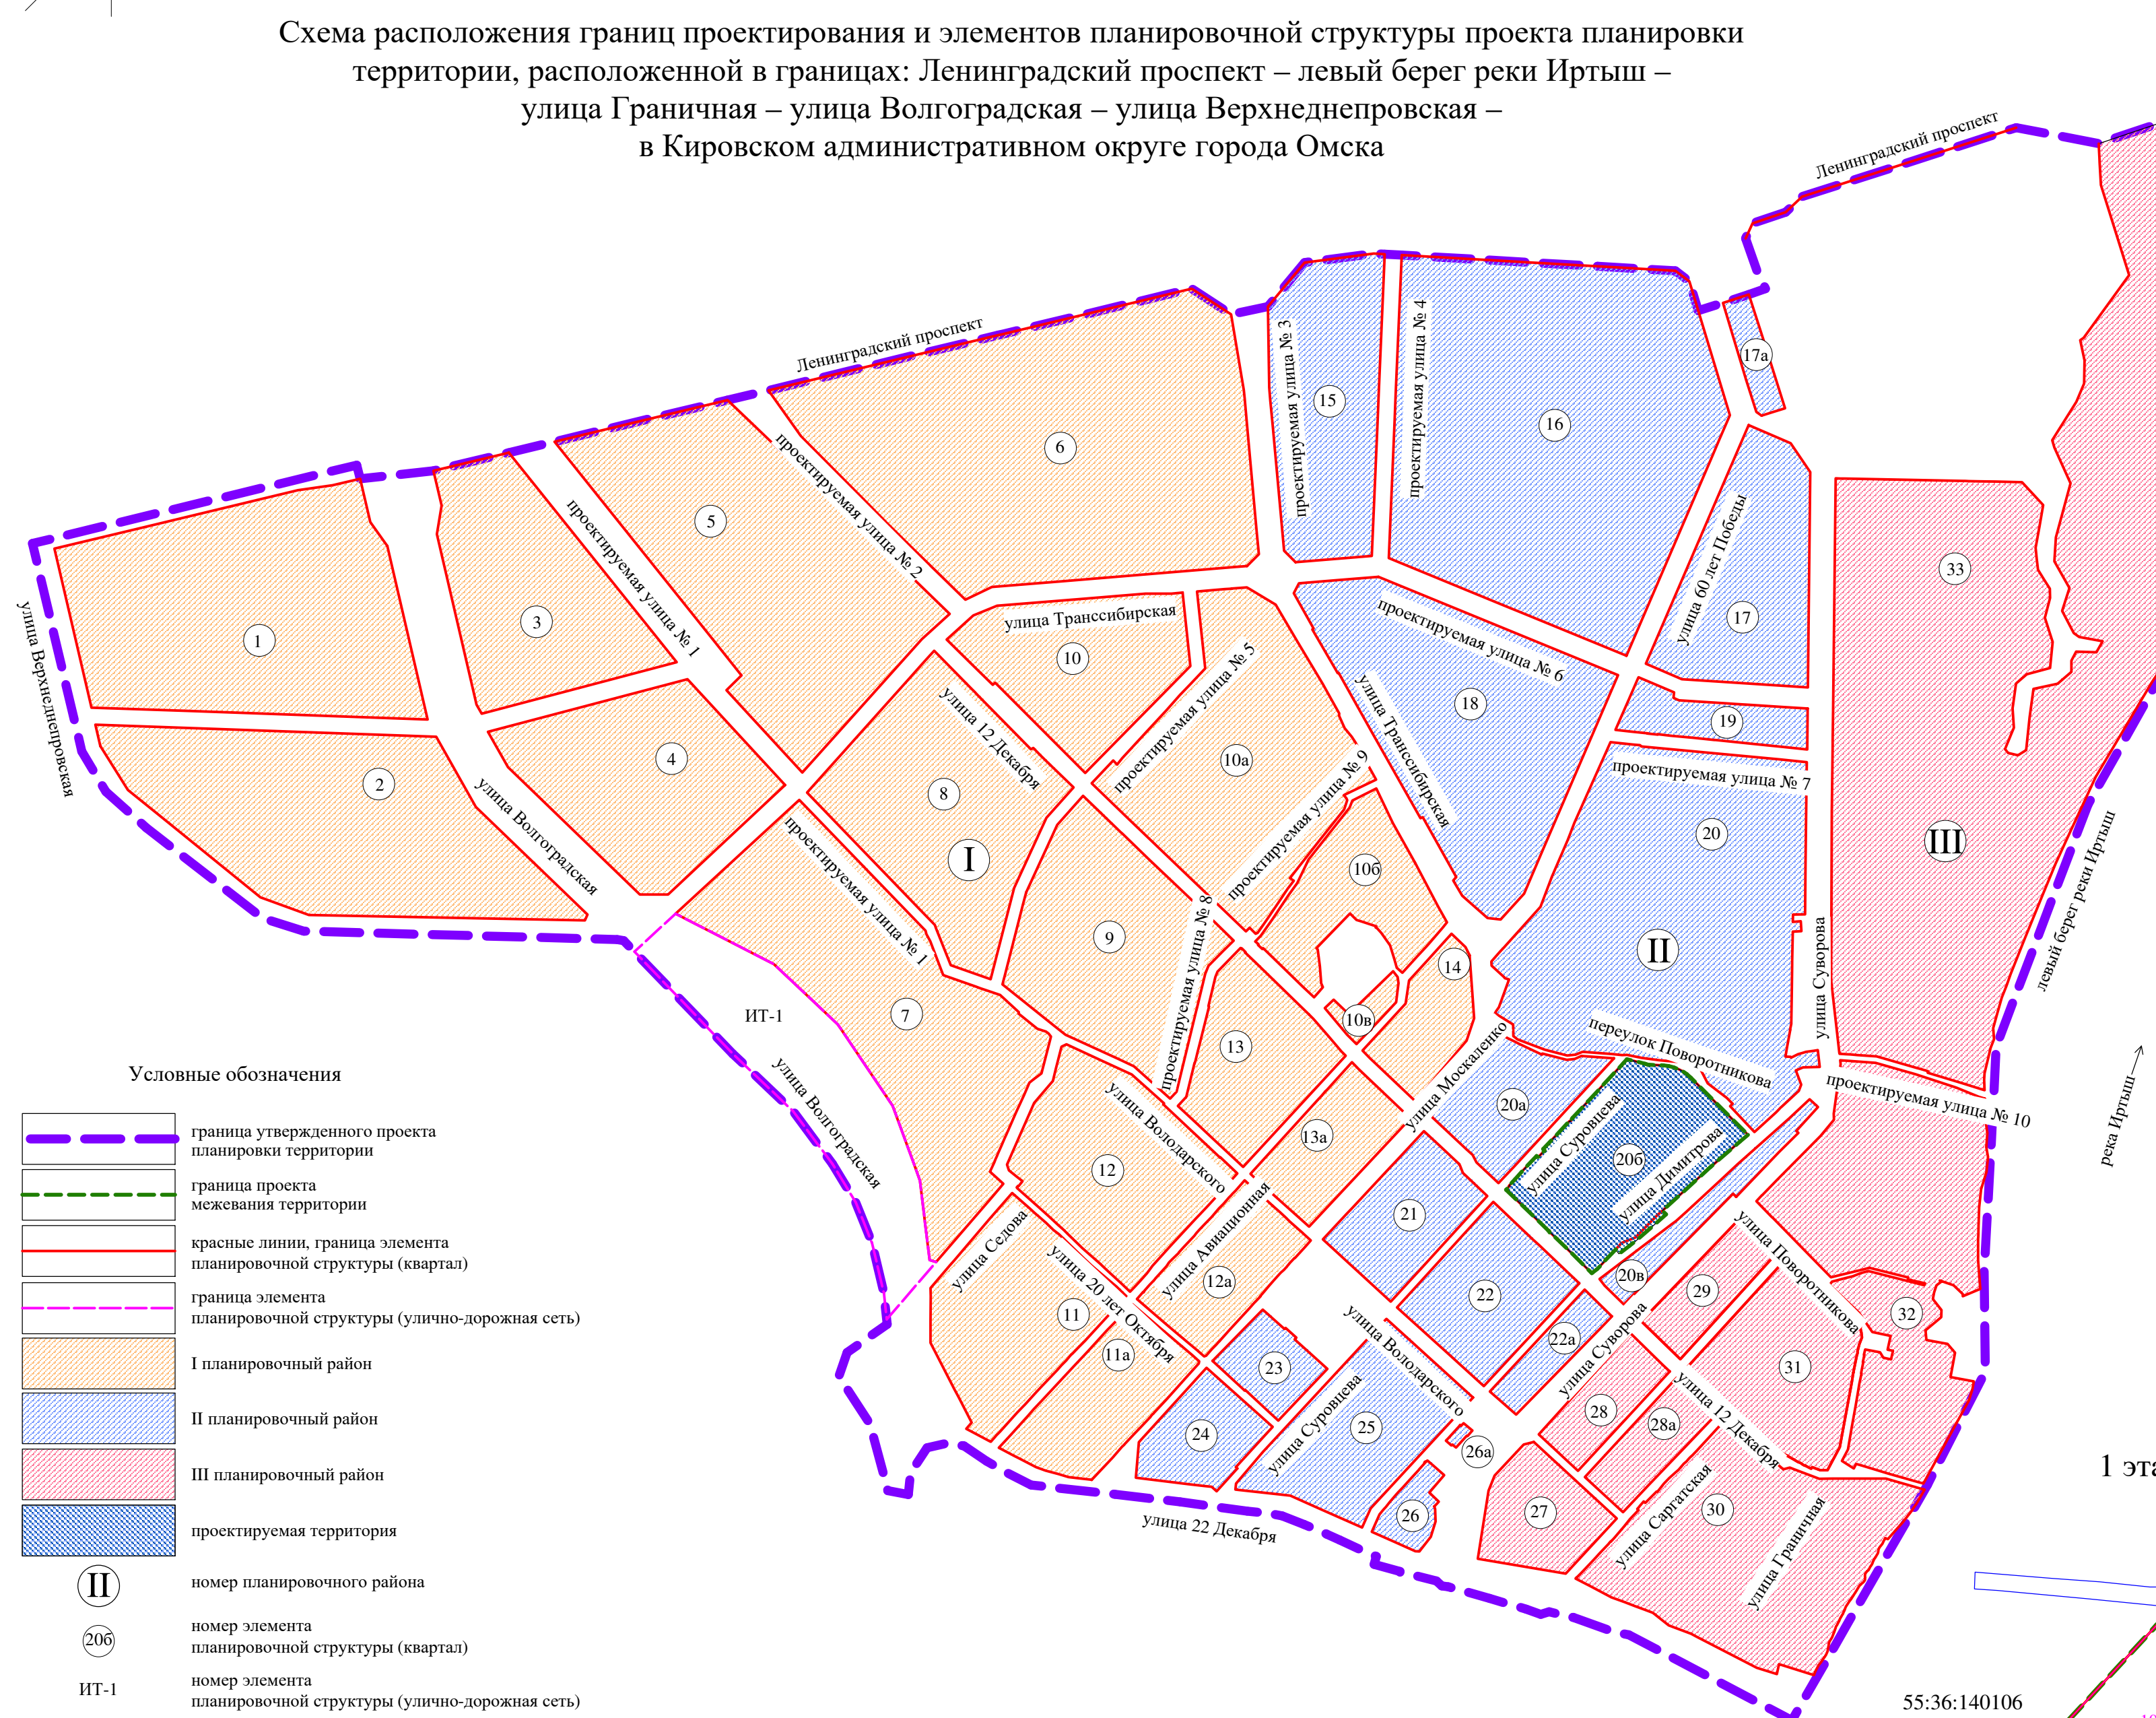 Схема расположения границ проектирования и элементов планировочной структуры проекта планировки
территории, расположенной в границах: Ленинградский проспект – левый берег реки Иртыш –
улица Граничная – улица Волгоградская – улица Верхнеднепровская –
в Кировском административном округе города Омска
Ленинградский проспект
Ленинградский проспект
улица Верхнеднепровская
проектируемая улица № 1
проектируемая улица № 2
проектируемая улица № 3
проектируемая улица № 4
улица 60 лет Победы
17а
15
16
6
5
3
1
33
17
улица Транссибирская
10
проектируемая улица № 5
проектируемая улица № 6
18
19
улица Транссибирская
проектируемая улица № 7
улица 12 Декабря
10а
4
2
8
20
улица Волгоградская
проектируемая улица № 1
I
проектируемая улица № 9
10б
III
левый берег реки Иртыш
9
проектируемая улица № 8
14
II
улица Суворова
ИТ-1
7
10в
13
улица Москаленко
переулок Поворотникова
проектируемая улица № 10
река Иртыш
улица Волгоградская
улица Володарского
13а
20а
улица Суровцева
20б
улица Димитрова
12
21
улица Седова
улица Авиационная
12а
20в
улица Поворотникова
29
22
11
улица 20 лет Октября
11а
улица Володарского
22а
улица Суворова
32
31
23
улица Суровцева
24
25
26а
28
28а
улица 12 Декабря
26
27
улица Саргатская
30
улица Граничная
улица 22 Декабря
1 эта
55:36:140106
Условные обозначения
граница утвержденного проекта
планировки территории
граница проекта
межевания территории
красные линии, граница элемента
планировочной структуры (квартал)
граница элемента
планировочной структуры (улично-дорожная сеть)
I планировочный район
II планировочный район
III планировочный район
проектируемая территория
II
номер планировочного района
20б
номер элемента
планировочной структуры (квартал)
ИТ-1
номер элемента
планировочной структуры (улично-дорожная сеть)